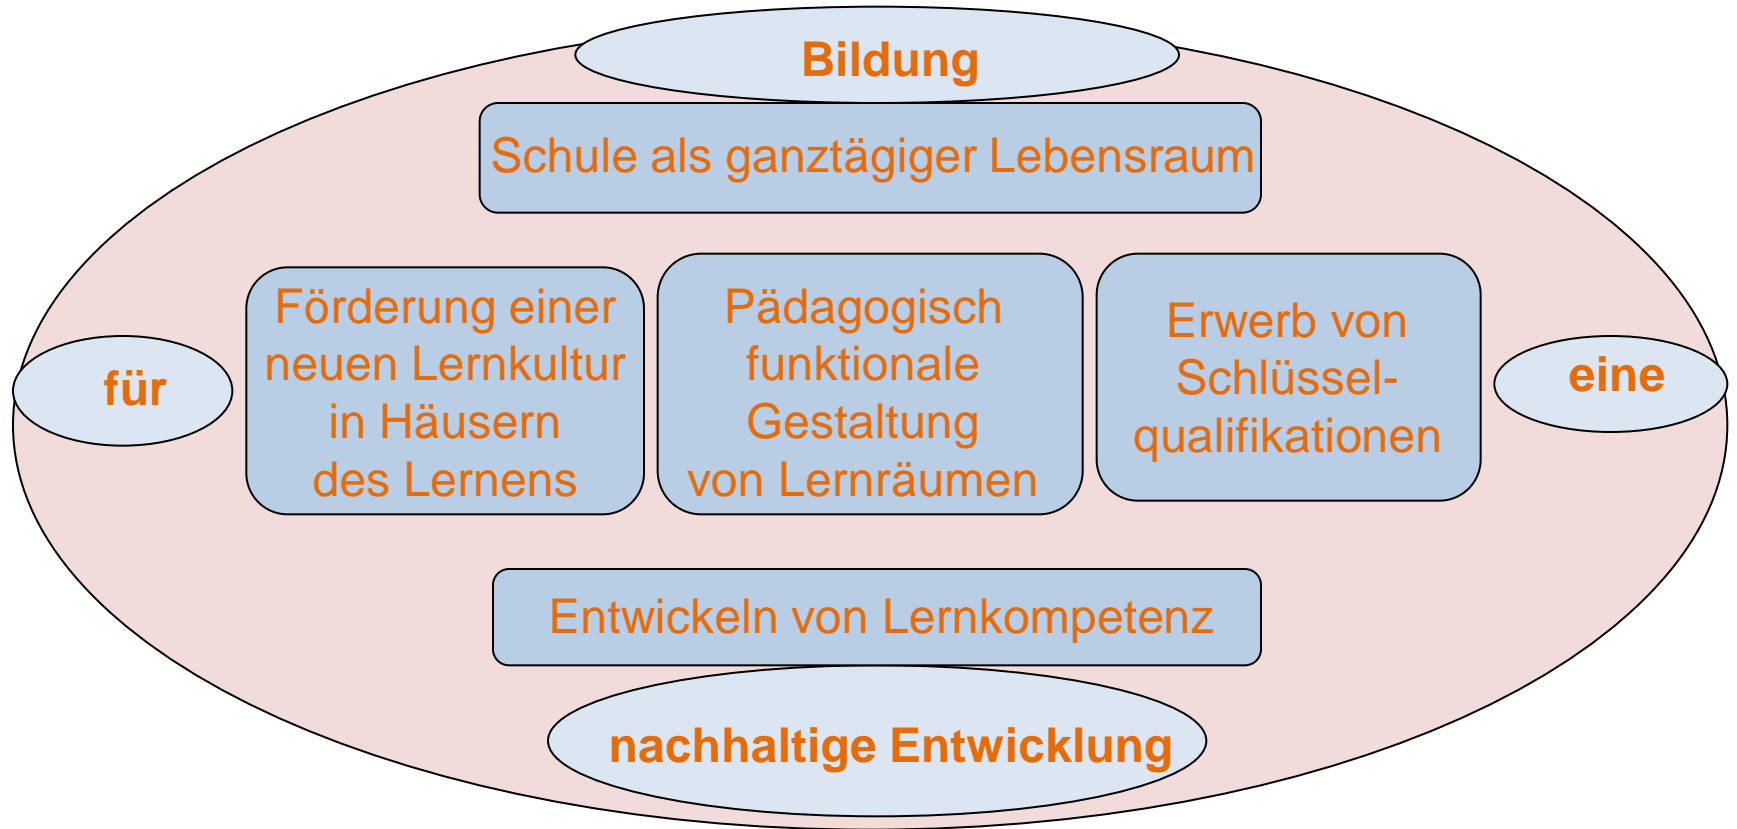 Bildung
Schule als ganztägiger Lebensraum
Förderung einer
neuen Lernkultur
in Häusern
des Lernens
Pädagogisch
funktionale
Gestaltung
von Lernräumen
Erwerb von
Schlüssel-
qualifikationen
für
eine
Entwickeln von Lernkompetenz
nachhaltige Entwicklung